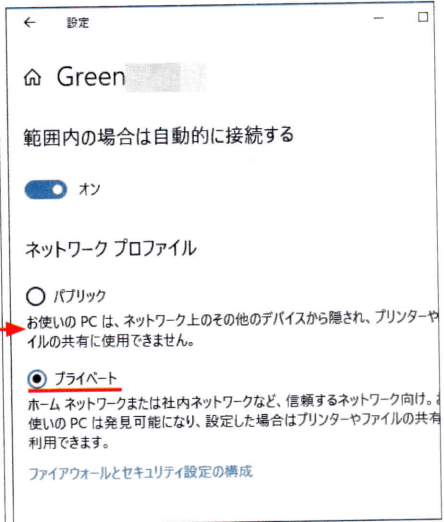 設定
Green
範囲内の場合は自動的に接続する
オン
ネットワーク プロファイル
パブリック
お使いの PC は、ネットワーク上のその他のデバイスから隠され、プリンターや
イルの共有に使用できません。
プライベート
ホーム ネットワークまたは社内ネットワークなど、信頼するネットワーク向け。
使いの PC は発見可能になり、設定した場合はプリンターやファイルの共有
利用できます。
ファイアウォールとセキュリティ設定の構成